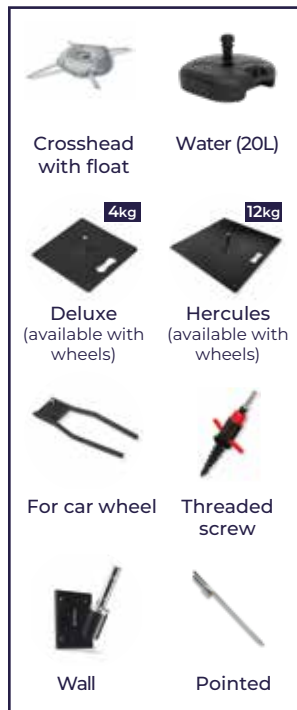 Crosshead
with float
Water (20L)
4kg
12kg
Deluxe
(available with
wheels)
Hercules
(available with
wheels)
For car wheel
Threaded
screw
Wall
Pointed